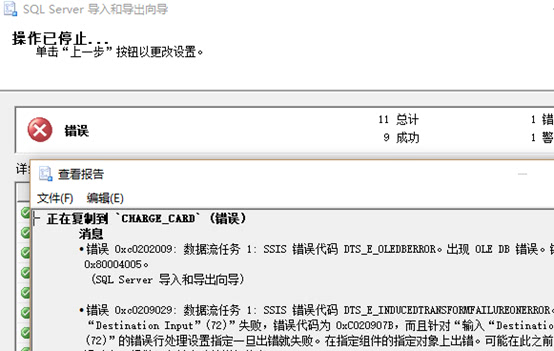 SQL Server 导入和导出向导
操作已停止...
单击“上一步”按钮以更改设置。
错误
11 总计
9 成功
1
1
查看报告
文件(F) 编辑(E)
正在复制到 `CHARGE_CARD` (错误)
消息
•错误 0xc0202009: 数据流任务 1: SSIS 错误代码 DTS_E_OLEDBERROR。出现 OLE DB 错误。
0x80004005。
(SQL Server 导入和导出向导)
•错误 0xc0209029: 数据流任务 1: SSIS 错误代码 DTS_E_INDUCEDTRANSFORMFAILUREONERROR。
“Destination Input”(72)”失败，错误代码为 0xC020907B，而且针对“输入“Destination
(72)”的错误行处理设置指定一旦出错就失败。在指定组件的指定对象上出错。可能在此之前